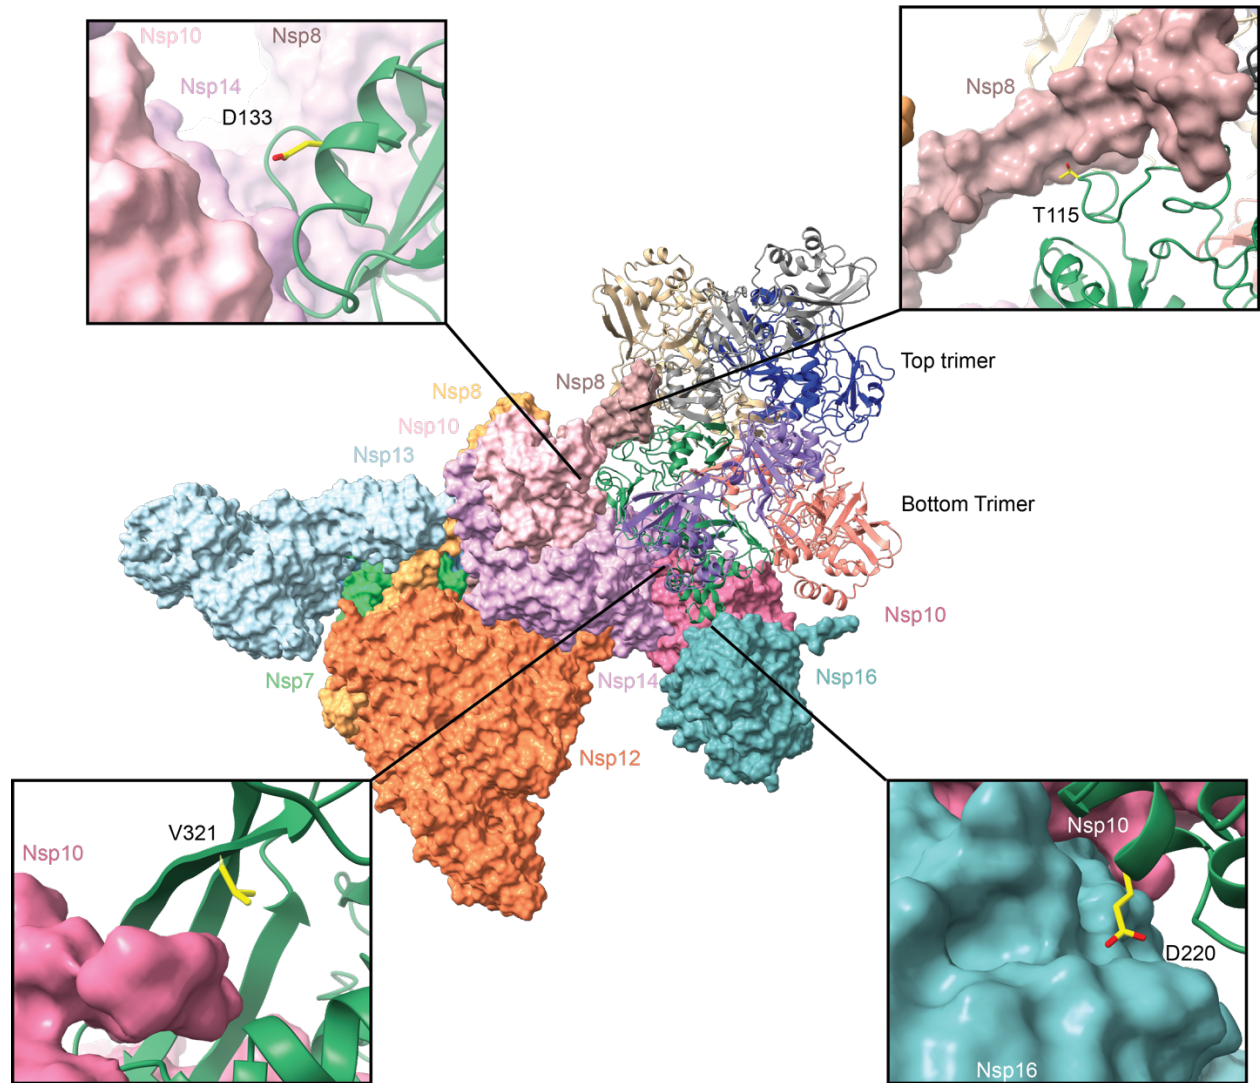 Nsp10
Nsp8
Nsp14
D133
Nsp8
T115
Top trimer
Nsp8
Nsp8
Nsp10
Nsp13
Bottom Trimer
Nsp10
Nsp7
Nsp14
Nsp16
Nsp12
V321
Nsp10
Nsp10
D220
Nsp16